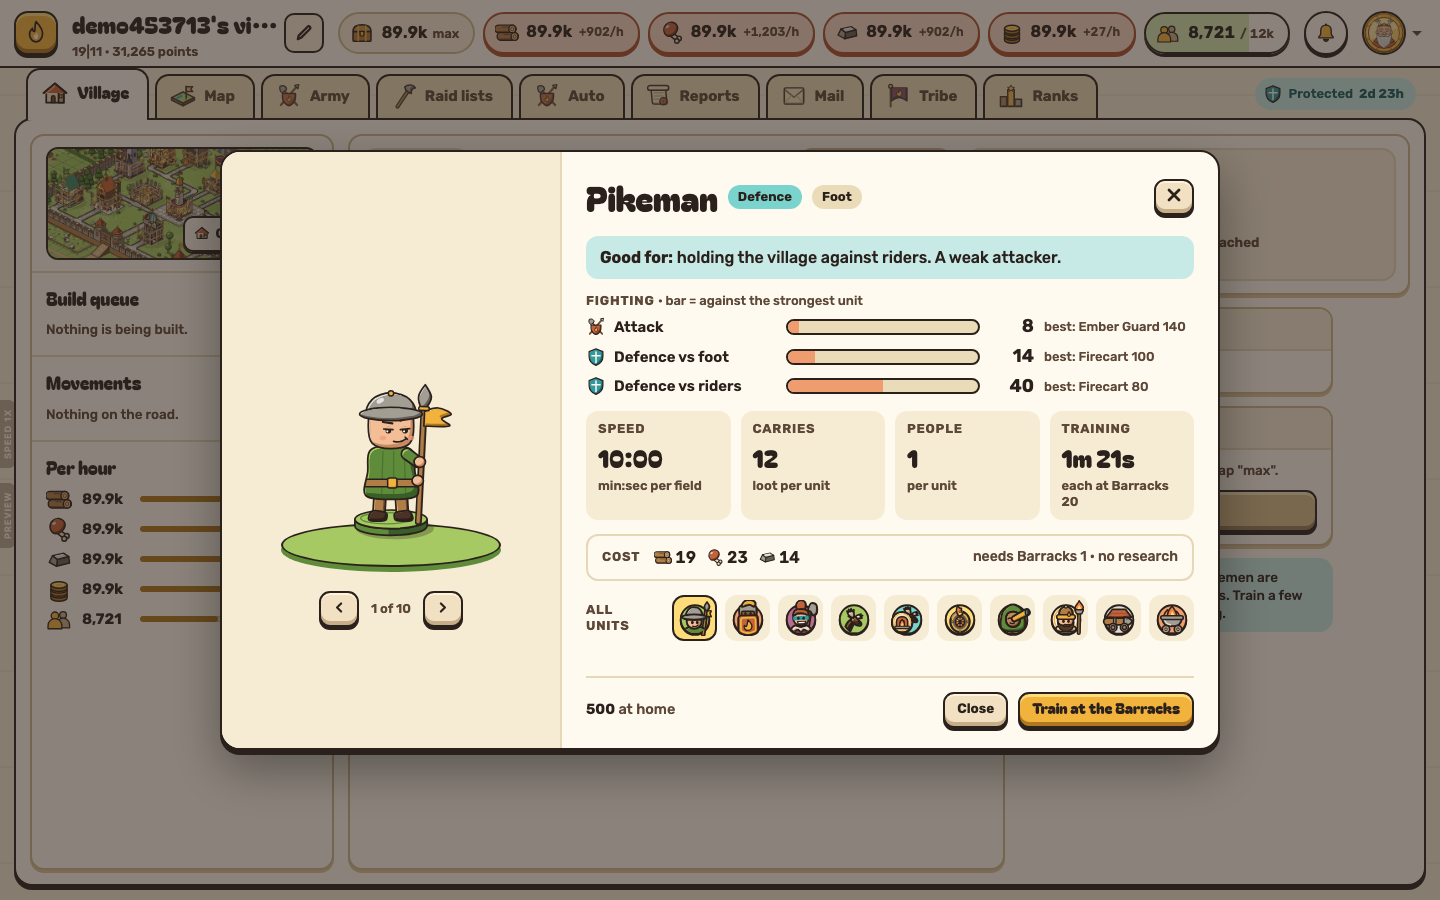 demo453713's vi···
19|11 • 31,265 points
89.9k max
89.9k +902/h
89.9k +1,203/h
89.9k +902/h
89.9k +27/h
8,721 / 12k
Village
Map
Army
Raid lists
Auto
Reports
Mail
Tribe
Ranks
Protected 2d 23h
SPEED 1X
PREVIEW
Build queue
Nothing is being built.
Movements
Nothing on the road.
Per hour
89.9k
89.9k
89.9k
89.9k
8,721
Pikeman
Defence
Foot
Good for: holding the village against riders. A weak attacker.
FIGHTING • bar = against the strongest unit
Attack 8 best: Ember Guard 140
Defence vs foot 14 best: Firecart 100
Defence vs riders 40 best: Firecart 80
SPEED
10:00
min:sec per field
CARRIES
12
loot per unit
PEOPLE
1
per unit
TRAINING
1m 21s
each at Barracks
20
COST 19 23 14
needs Barracks 1 • no research
ALL
UNITS
1 of 10
500 at home
Close
Train at the Barracks
ached
ap "max".
emen are
s. Train a few